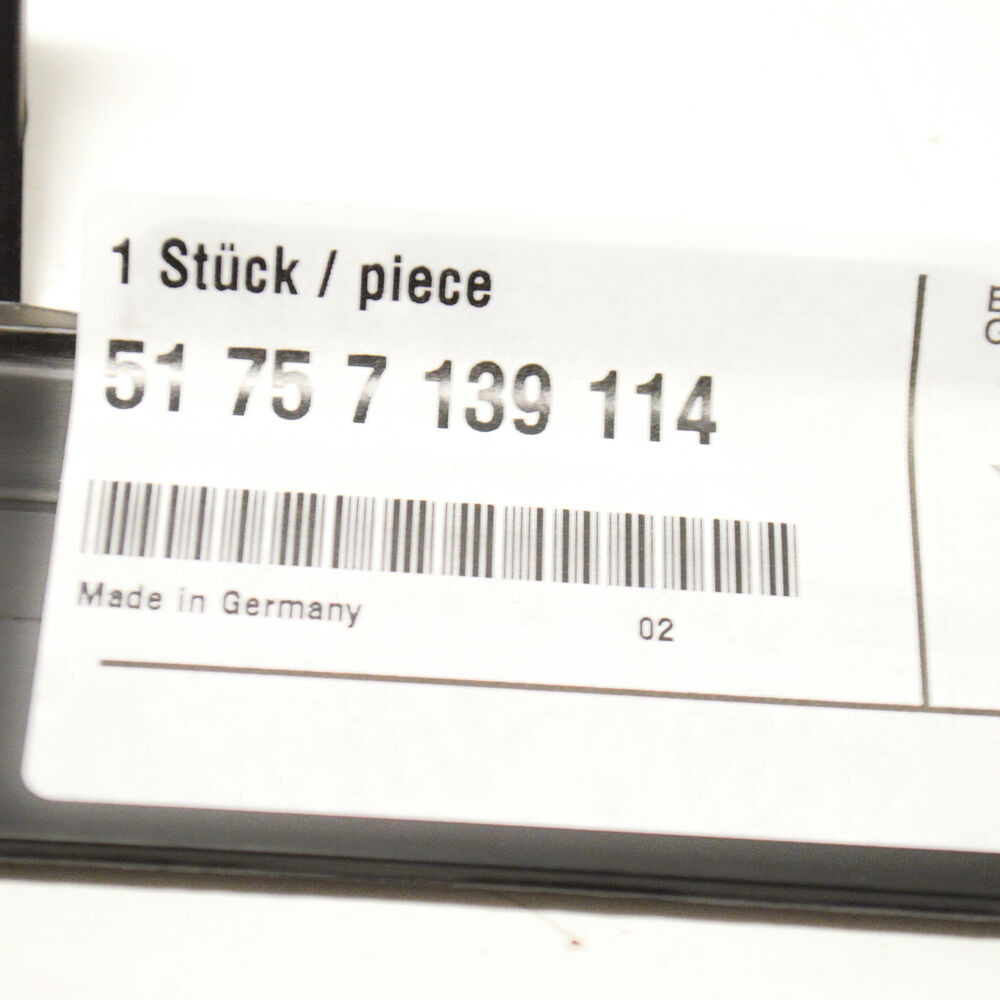 1 Stück / piece
51 75 7 139 114
Made in Germany
02